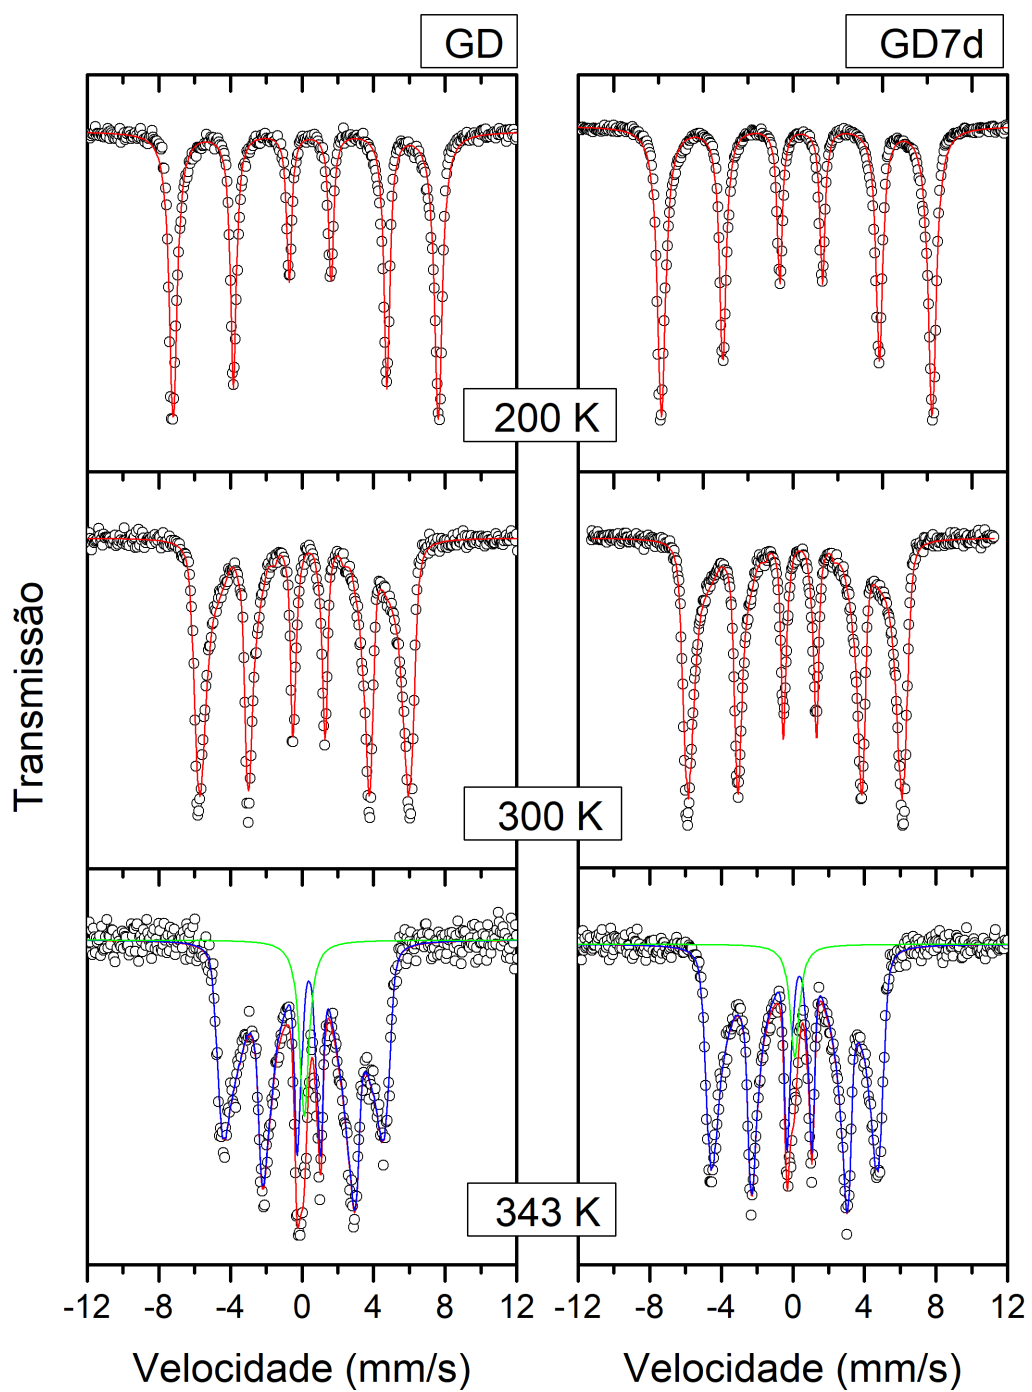 GD GD7d
200 K
Transmissão
300 K
343 K
-12 -8 -4 0 4 8 12 -12 -8 -4 0 4 8 12
Velocidade (mm/s) Velocidade (mm/s)